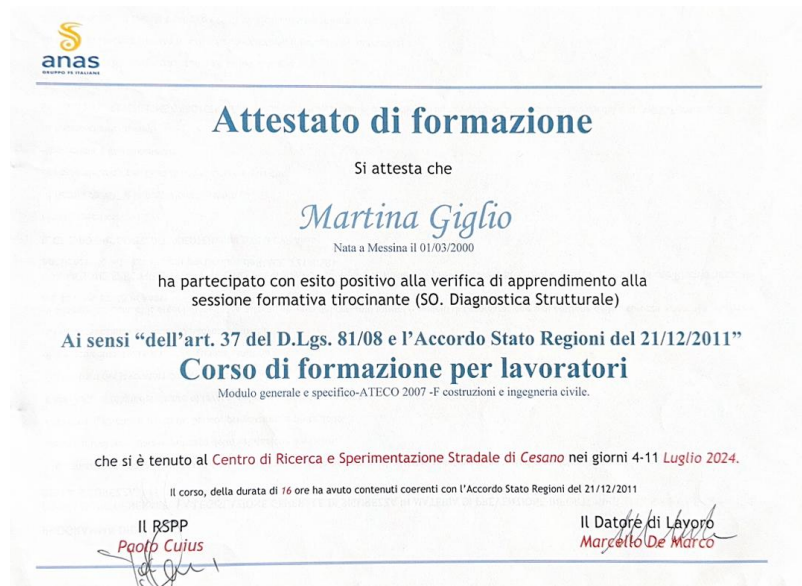 anas
GRUPPO FS ITALIANE
Attestato di formazione
Si attesta che
Martina Giglio
Nata a Messina il 01/03/2000
ha partecipato con esito positivo alla verifica di apprendimento alla
sessione formativa tirocinante (SO. Diagnostica Strutturale)
Ai sensi “dell’art. 37 del D.Lgs. 81/08 e l’Accordo Stato Regioni del 21/12/2011”
Corso di formazione per lavoratori
Modulo generale e specifico-ATECO 2007 -F costruzioni e ingegneria civile.
che si è tenuto al Centro di Ricerca e Sperimentazione Stradale di Cesano nei giorni 4-11 Luglio 2024.
Il corso, della durata di 16 ore ha avuto contenuti coerenti con l’Accordo Stato Regioni del 21/12/2011
Il RSPP
Paolo Cuius
Il Datore di Lavoro
Marcello De Marco